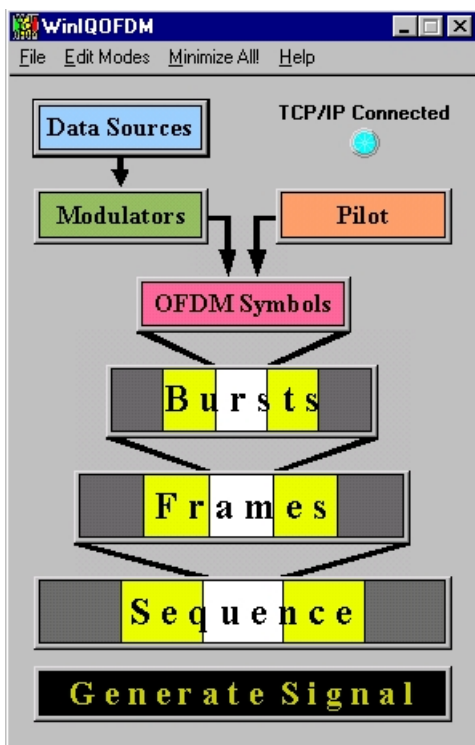 WinIQOFDM
File Edit Modes Minimize All! Help
Data Sources
TCP/IP Connected
Modulators
Pilot
OFDM Symbols
Bursts
Frames
Sequence
Generate Signal